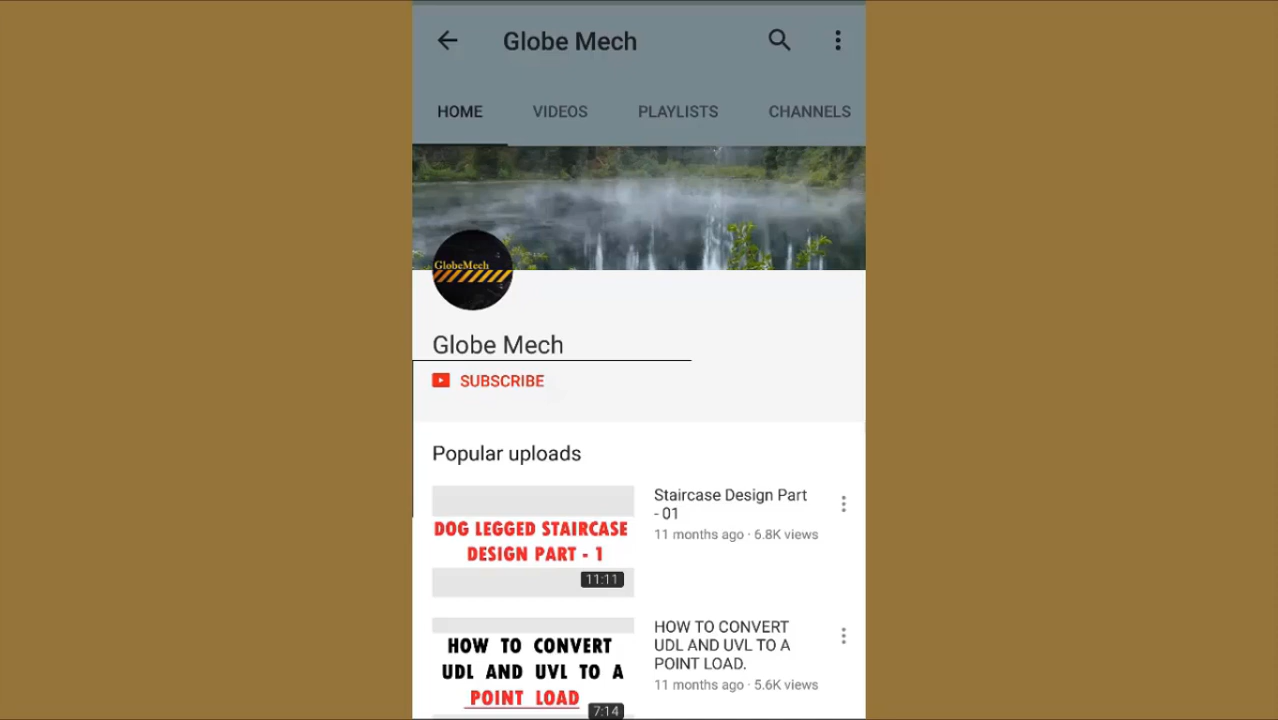 Globe Mech
HOME VIDEOS PLAYLISTS CHANNELS
GlobeMech
Globe Mech
SUBSCRIBE
Popular uploads
DOG LEGGED STAIRCASE
DESIGN PART - 1
11:11
Staircase Design Part
- 01
11 months ago · 6.8K views
HOW TO CONVERT
UDL AND UVL TO A
POINT LOAD
7:14
HOW TO CONVERT
UDL AND UVL TO A
POINT LOAD.
11 months ago · 5.6K views